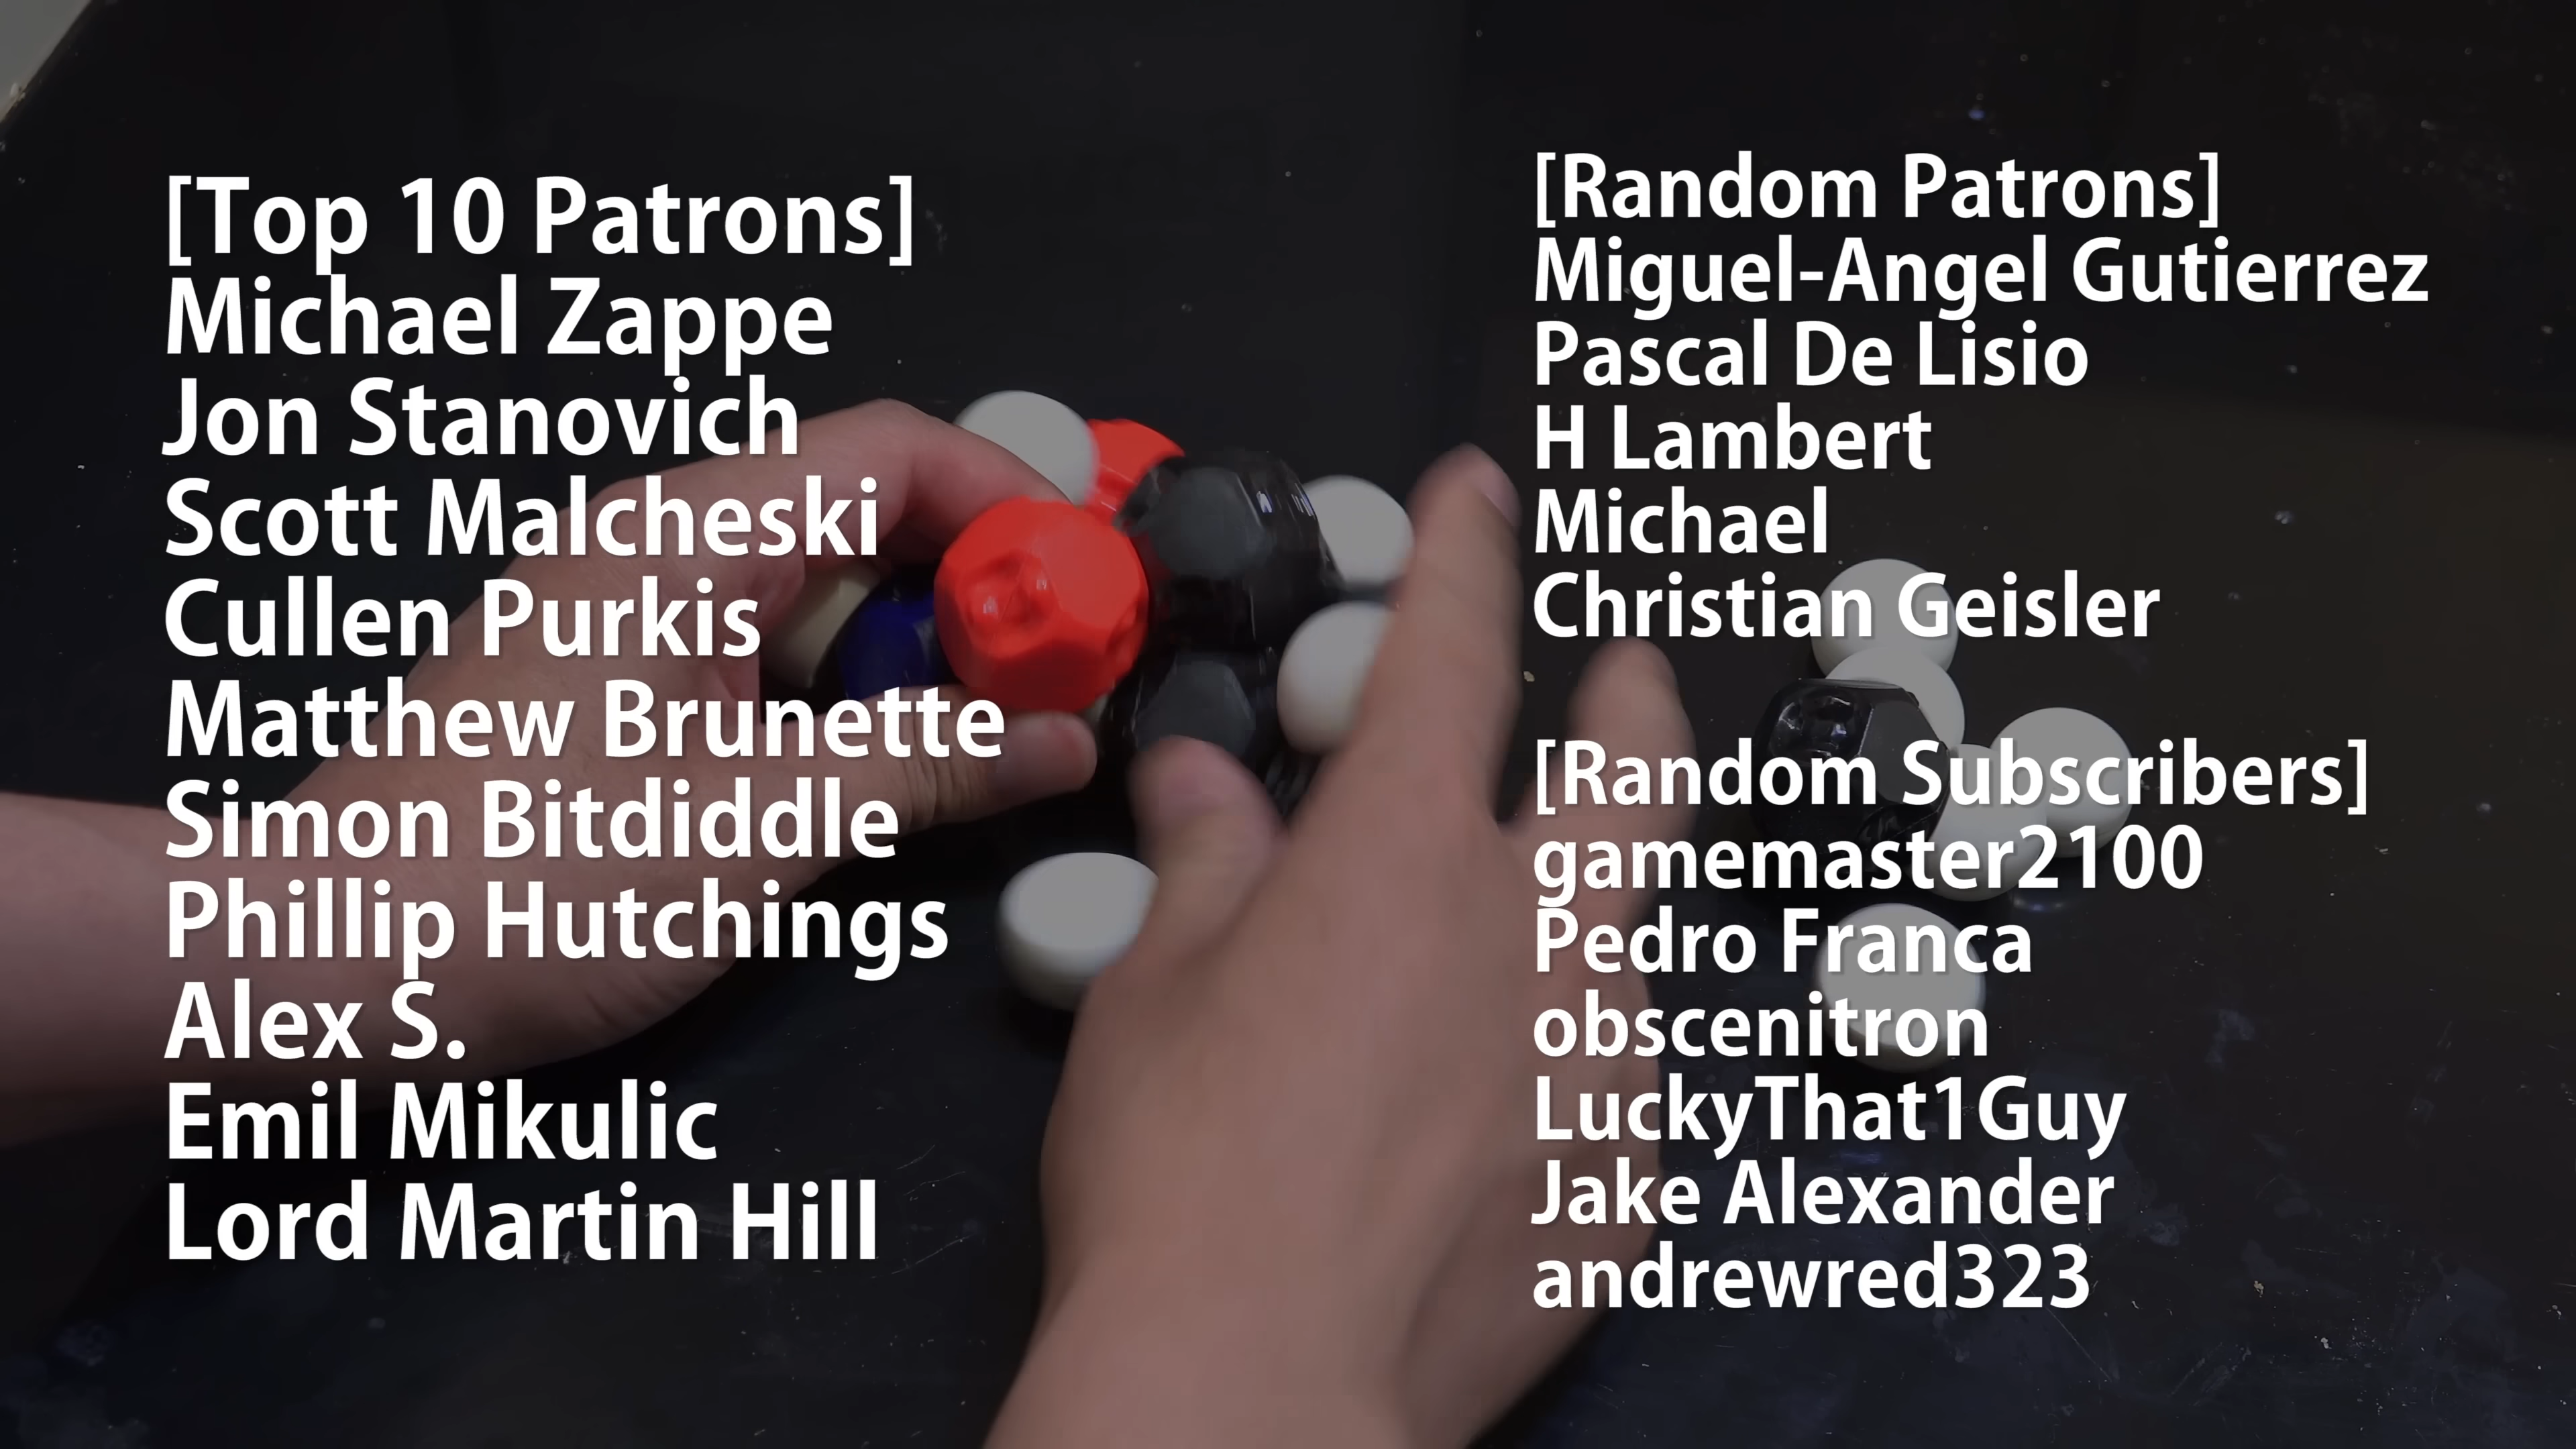 [Top 10 Patrons]
Michael Zappe
Jon Stanovich
Scott Malcheski
Cullen Purkis
Matthew Brunette
Simon Bitdiddle
Phillip Hutchings
Alex S.
Emil Mikulic
Lord Martin Hill
[Random Patrons]
Miguel-Angel Gutierrez
Pascal De Lisio
H Lambert
Michael
Christian Geisler
[Random Subscribers]
gamemaster2100
Pedro Franca
obscenitron
LuckyThat1Guy
Jake Alexander
andrewred323